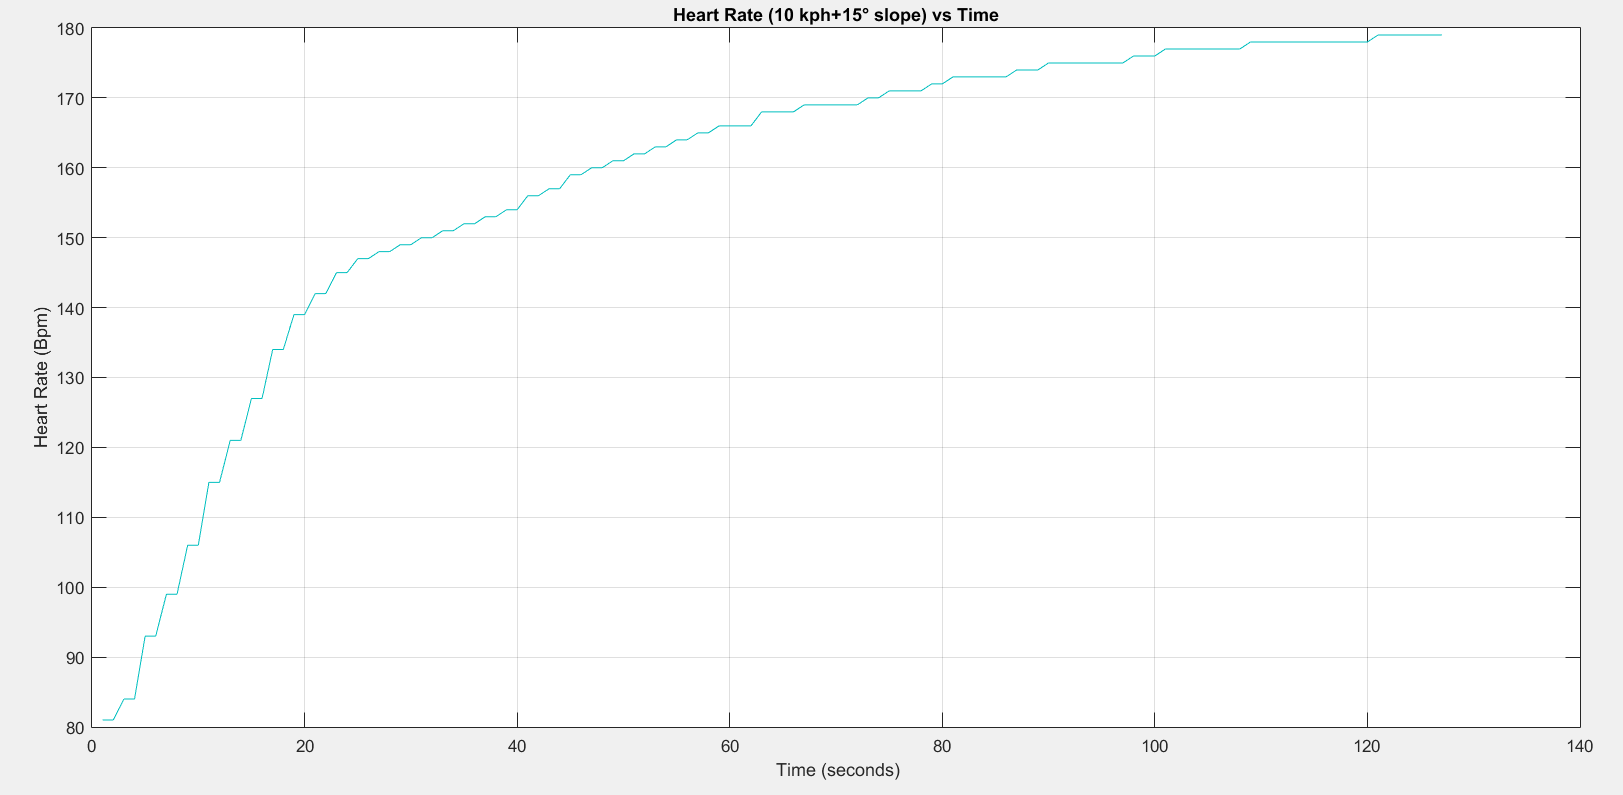 Heart Rate (10 kph+15° slope) vs Time
180
170
160
150
140
130
120
110
100
90
80
Heart Rate (Bpm)
0 20 40 60 80 100 120 140
Time (seconds)